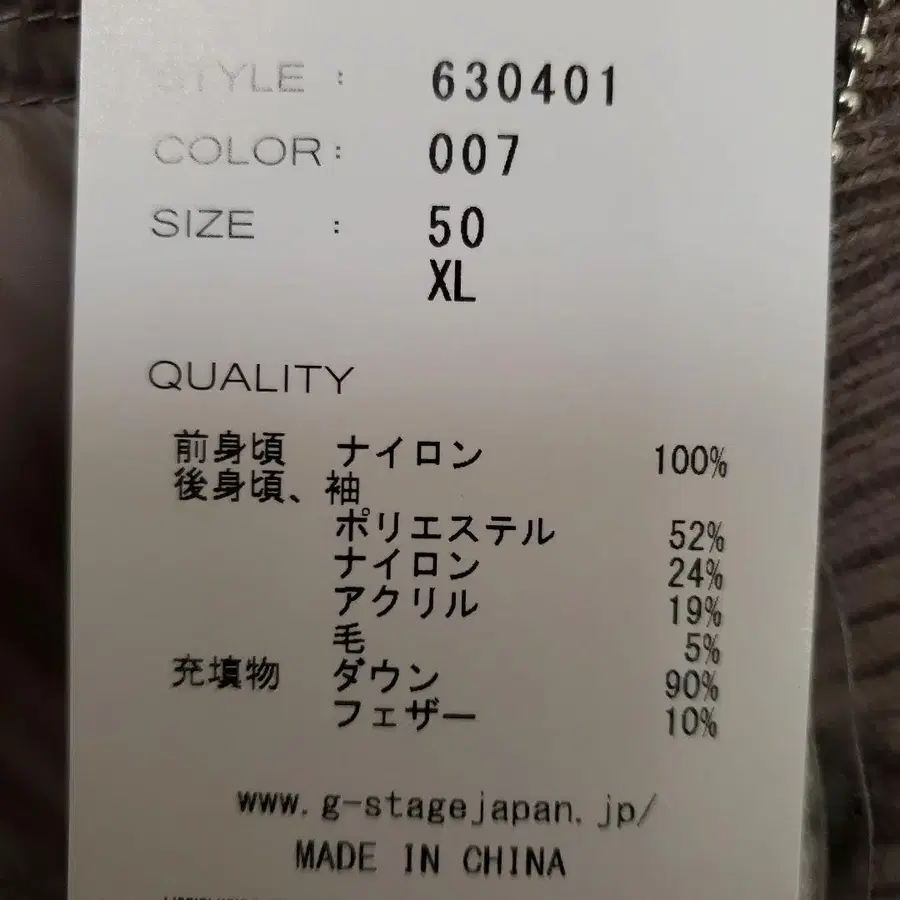 STYLE : 630401
COLOR: 007
SIZE : 50
XL
QUALITY
前身頃 ナイロン 100%
後身頃、袖
ポリエステル 52%
ナイロン 24%
アクリル 19%
毛 5%
充填物 ダウン 90%
フェザー 10%
www.g-stagejapan.jp/
MADE IN CHINA